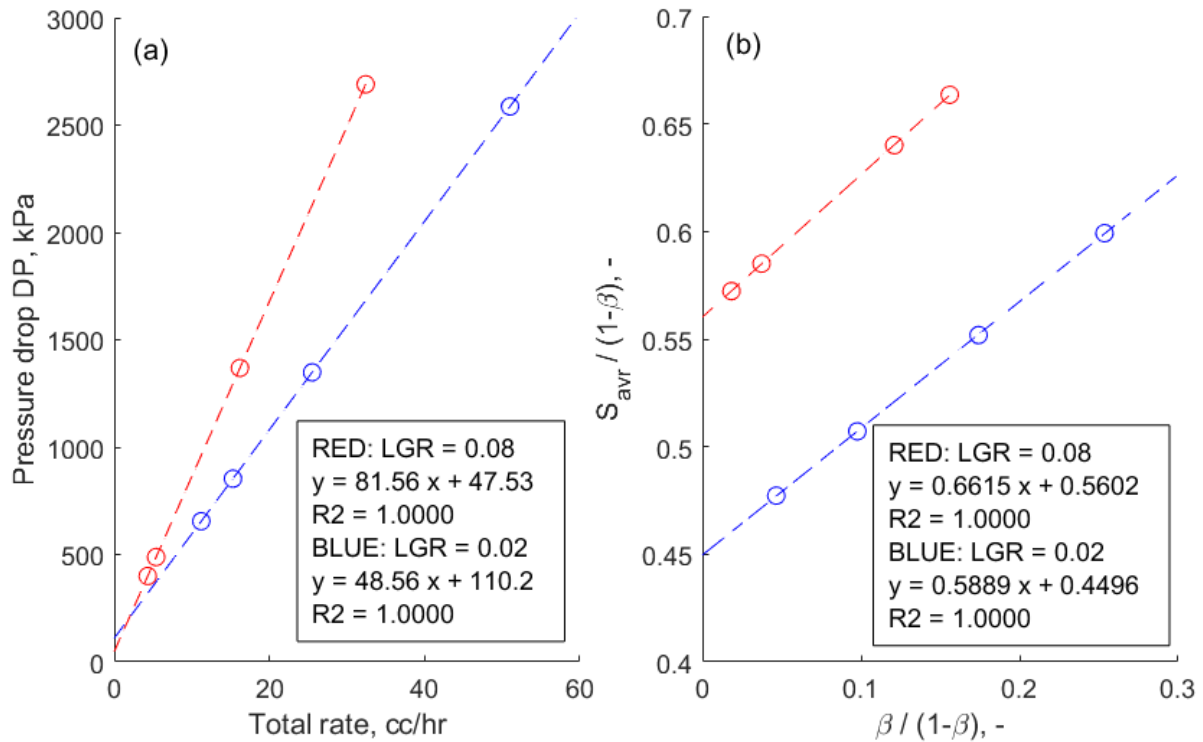 (a)
3000
2500
2000
1500
1000
500
0
Pressure drop DP, kPa
RED: LGR = 0.08
y = 81.56 x + 47.53
R2 = 1.0000
BLUE: LGR = 0.02
y = 48.56 x + 110.2
R2 = 1.0000
0 20 40 60
Total rate, cc/hr
(b)
0.7
0.65
0.6
0.55
0.5
0.45
0.4
S_avr / (1-β), -
RED: LGR = 0.08
y = 0.6615 x + 0.5602
R2 = 1.0000
BLUE: LGR = 0.02
y = 0.5889 x + 0.4496
R2 = 1.0000
0 0.1 0.2 0.3
β / (1-β), -